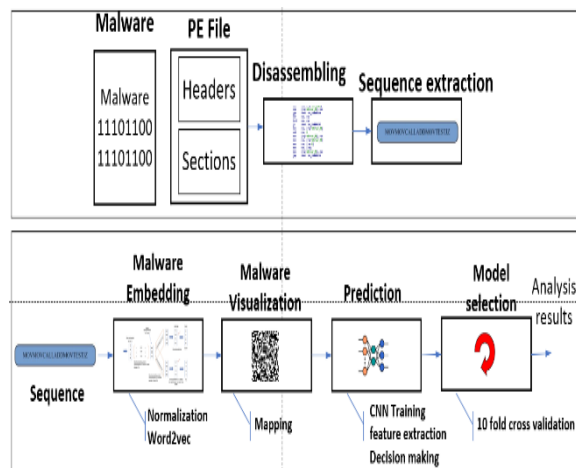 Malware
PE File
Malware
11101100
11101100
Headers
Sections
Disassembling
Sequence extraction
MOVMOVCALLADDMOVTESTJZ
Malware
Embedding
Malware
Visualization
Prediction
Model
selection
Analysis
results
MOVMOVCALLADDMOVTESTJZ
Sequence
Normalization
Word2vec
Mapping
CNN Training
feature extraction
Decision making
10 fold cross validation